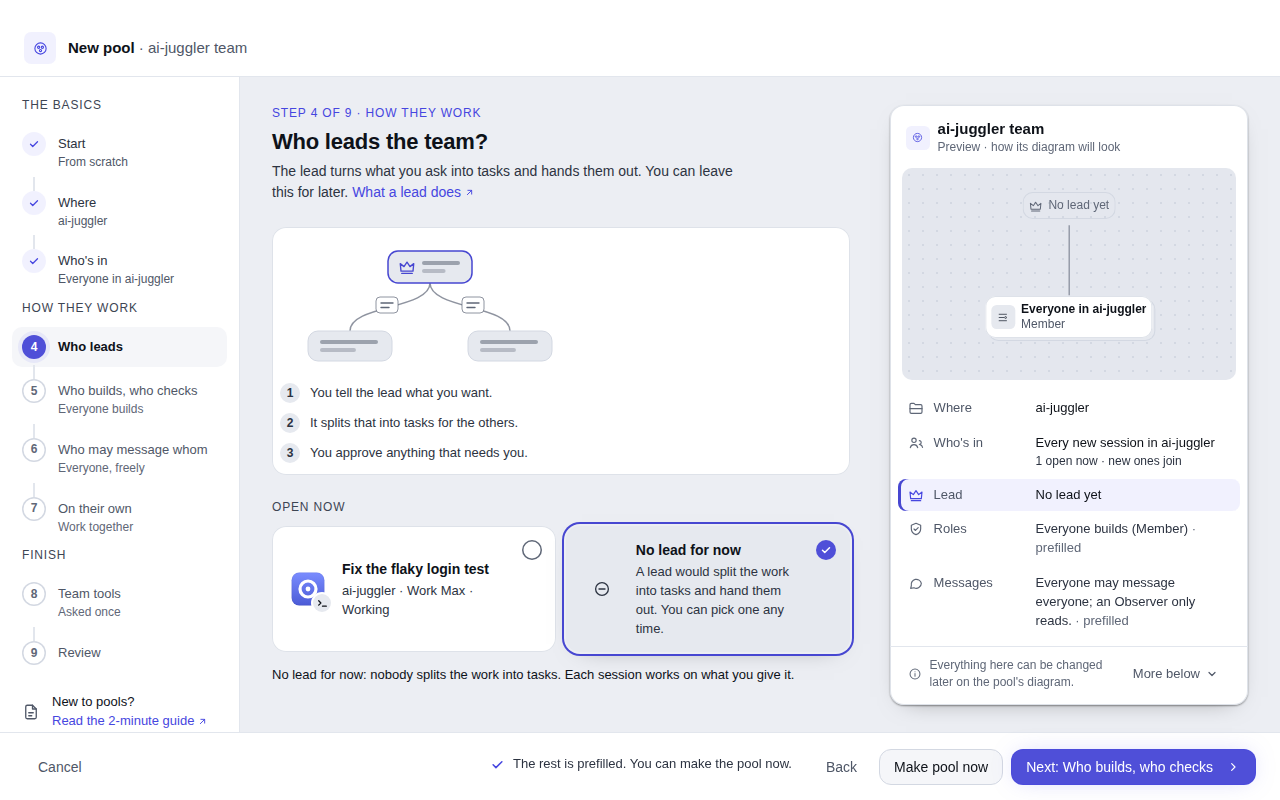 New pool · ai-juggler team
THE BASICS
Start
From scratch
Where
ai-juggler
Who's in
Everyone in ai-juggler
HOW THEY WORK
4 Who leads
5 Who builds, who checks
Everyone builds
6 Who may message whom
Everyone, freely
7 On their own
Work together
FINISH
8 Team tools
Asked once
9 Review
New to pools?
Read the 2-minute guide
STEP 4 OF 9 · HOW THEY WORK
Who leads the team?
The lead turns what you ask into tasks and hands them out. You can leave
this for later. What a lead does
1 You tell the lead what you want.
2 It splits that into tasks for the others.
3 You approve anything that needs you.
OPEN NOW
Fix the flaky login test
ai-juggler · Work Max ·
Working
No lead for now
A lead would split the work
into tasks and hand them
out. You can pick one any
time.
No lead for now: nobody splits the work into tasks. Each session works on what you give it.
ai-juggler team
Preview · how its diagram will look
No lead yet
Everyone in ai-juggler
Member
Where ai-juggler
Who's in Every new session in ai-juggler
1 open now · new ones join
Lead No lead yet
Roles Everyone builds (Member) ·
prefilled
Messages Everyone may message
everyone; an Observer only
reads. · prefilled
Everything here can be changed
later on the pool's diagram.
More below
Cancel
The rest is prefilled. You can make the pool now.
Back
Make pool now
Next: Who builds, who checks